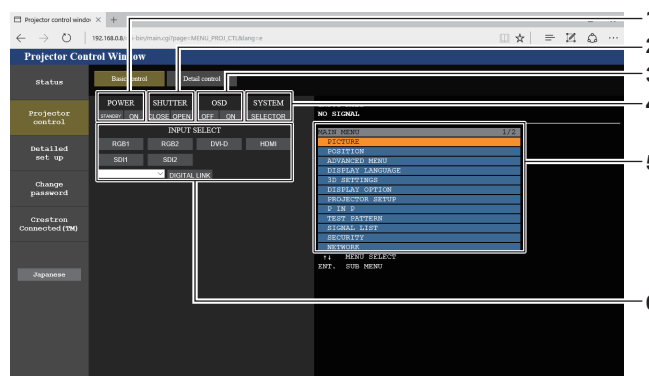 Projector control window
192.168.0.8/cgi-bin/main.cgi?page=MENU_PROJ_CTL&lang=e
Projector Control Window
Status
Projector
control
Detailed
set up
Change
password
Crestron
Connected(TM)
Japanese
Basic control
Detail control
POWER
STANDBY ON
SHUTTER
CLOSE OPEN
OSD
OFF ON
SYSTEM
SELECTOR
INPUT SELECT
RGB1 RGB2 DVI-D HDMI
SDI1 SDI2
DIGITAL LINK
NO SIGNAL
MAIN MENU 1/2
PICTURE
POSITION
ADVANCED MENU
DISPLAY LANGUAGE
3D SETTINGS
DISPLAY OPTION
PROJECTOR SETUP
P IN P
TEST PATTERN
SIGNAL LIST
SECURITY
NETWORK
↑↓ MENU SELECT
ENT. SUB MENU
1
2
3
4
5
6